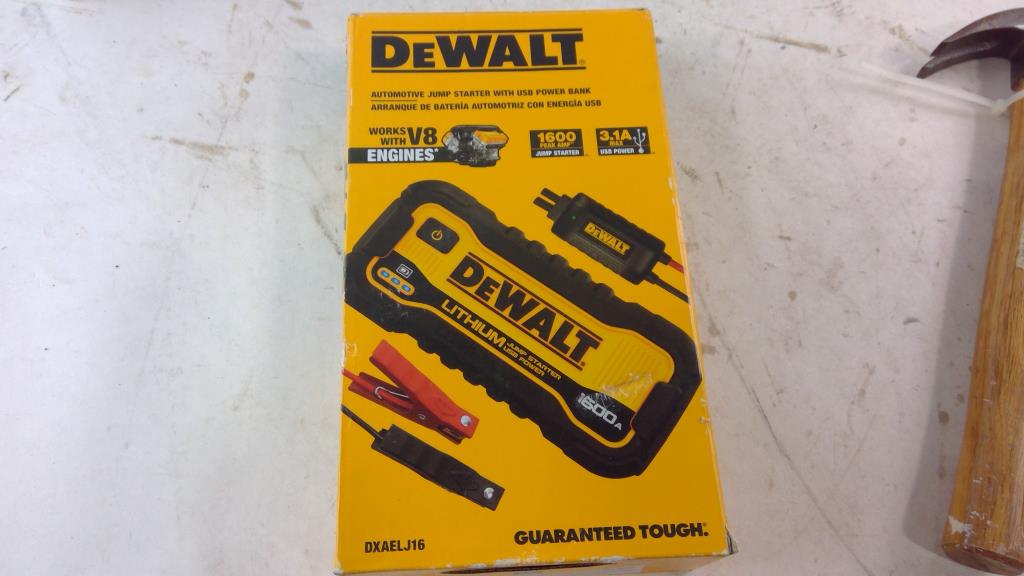 DEWALT®
AUTOMOTIVE JUMP STARTER WITH USB POWER BANK
ARRANQUE DE BATERÍA AUTOMOTRIZ CON ENERGÍA USB
WORKS WITH V8
ENGINES*
1600
PEAK AMP
JUMP STARTER
3.1A
MAX
USB POWER
DEWALT
DEWALT
LITHIUM JUMP STARTER
USB POWER
1600 A
GUARANTEED TOUGH.®
DXAELJ16